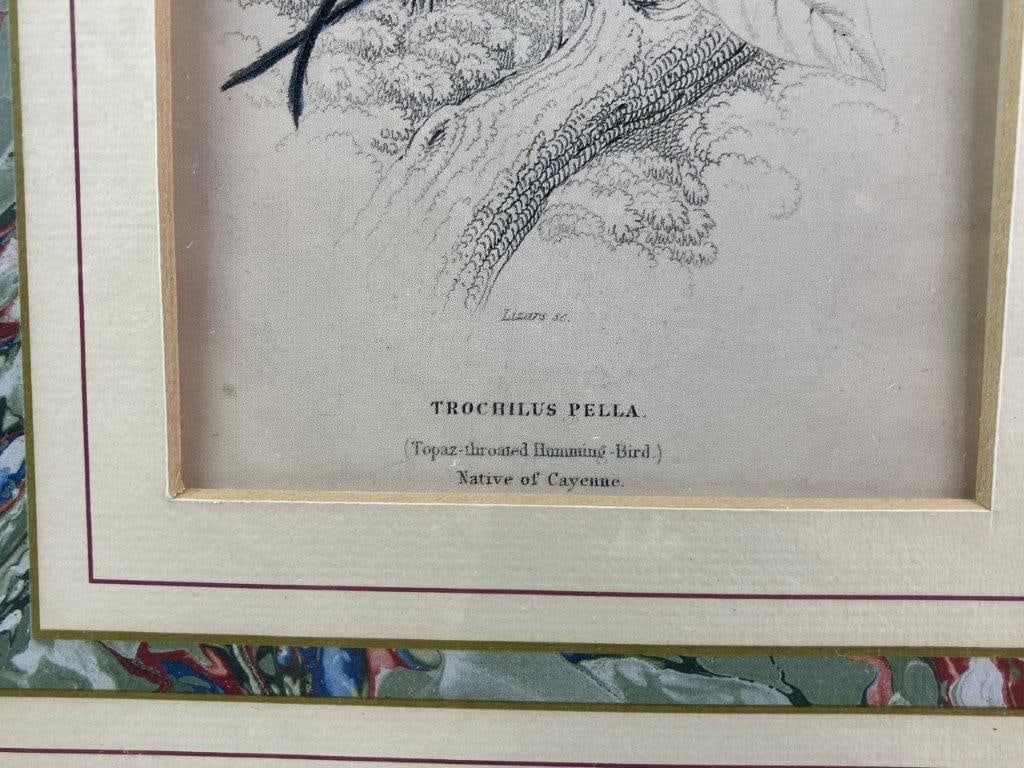 Lizars sc.
TROCHILUS PELLA.
(Topaz-throated Humming-Bird.)
Native of Cayenne.